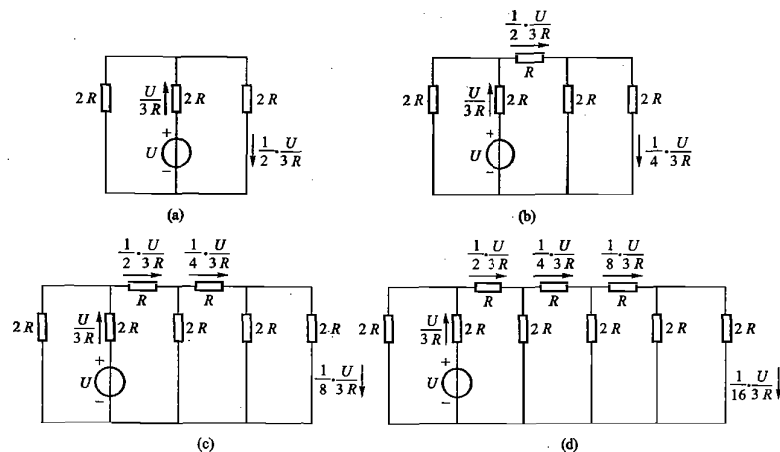 2R
U/3R
2R
2R
+
U
−
1/2 · U/3R
(a)
1/2 · U/3R
R
2R
U/3R
2R
2R
2R
+
U
−
1/4 · U/3R
(b)
1/2 · U/3R
1/4 · U/3R
R
R
2R
U/3R
2R
2R
2R
2R
+
U
−
1/8 · U/3R
(c)
1/2 · U/3R
1/4 · U/3R
1/8 · U/3R
R
R
R
2R
U/3R
2R
2R
2R
2R
+
U
−
1/16 · U/3R
(d)